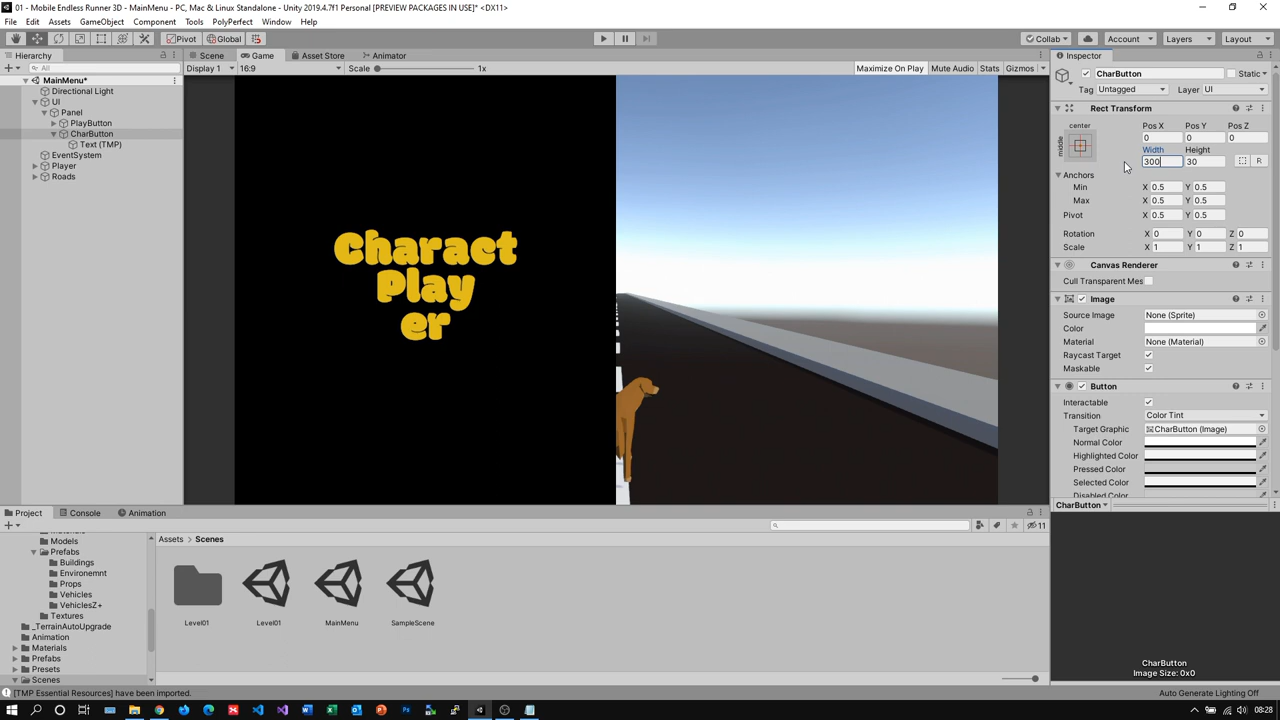 01 - Mobile Endless Runner 3D - MainMenu - PC, Mac & Linux Standalone - Unity 2019.4.7f1 Personal [PREVIEW PACKAGES IN USE]* <DX11>
File Edit Assets GameObject Component Tools PolyPerfect Window Help
Pivot Global Collab Account Layers Layout
Hierarchy Scene Game Asset Store Animator Inspector
All Display 1 16:9 Scale 1x Maximize On Play Mute Audio Stats Gizmos
CharButton Static
Tag Untagged Layer UI
MainMenu*
Directional Light
UI
Panel
PlayButton
CharButton
Text (TMP)
EventSystem
Player
Roads
Charact
Play
er
Rect Transform
center
middle
Pos X Pos Y Pos Z
0 0 0
Width Height
300 30
R
Anchors
Min X 0.5 Y 0.5
Max X 0.5 Y 0.5
Pivot X 0.5 Y 0.5
Rotation X 0 Y 0 Z 0
Scale X 1 Y 1 Z 1
Canvas Renderer
Cull Transparent Mes
Image
Source Image None (Sprite)
Color
Material None (Material)
Raycast Target
Maskable
Button
Interactable
Transition Color Tint
Target Graphic CharButton (Image)
Normal Color
Highlighted Color
Pressed Color
Selected Color
Disabled Color
CharButton
CharButton
Image Size: 0x0
Project Console Animation
11
Models
Prefabs
Buildings
Environemnt
Props
Vehicles
VehiclesZ+
Textures
_TerrainAutoUpgrade
Animation
Materials
Prefabs
Presets
Scenes
Assets > Scenes
Level01 Level01 MainMenu SampleScene
[TMP Essential Resources] have been imported.
Auto Generate Lighting Off
08:28